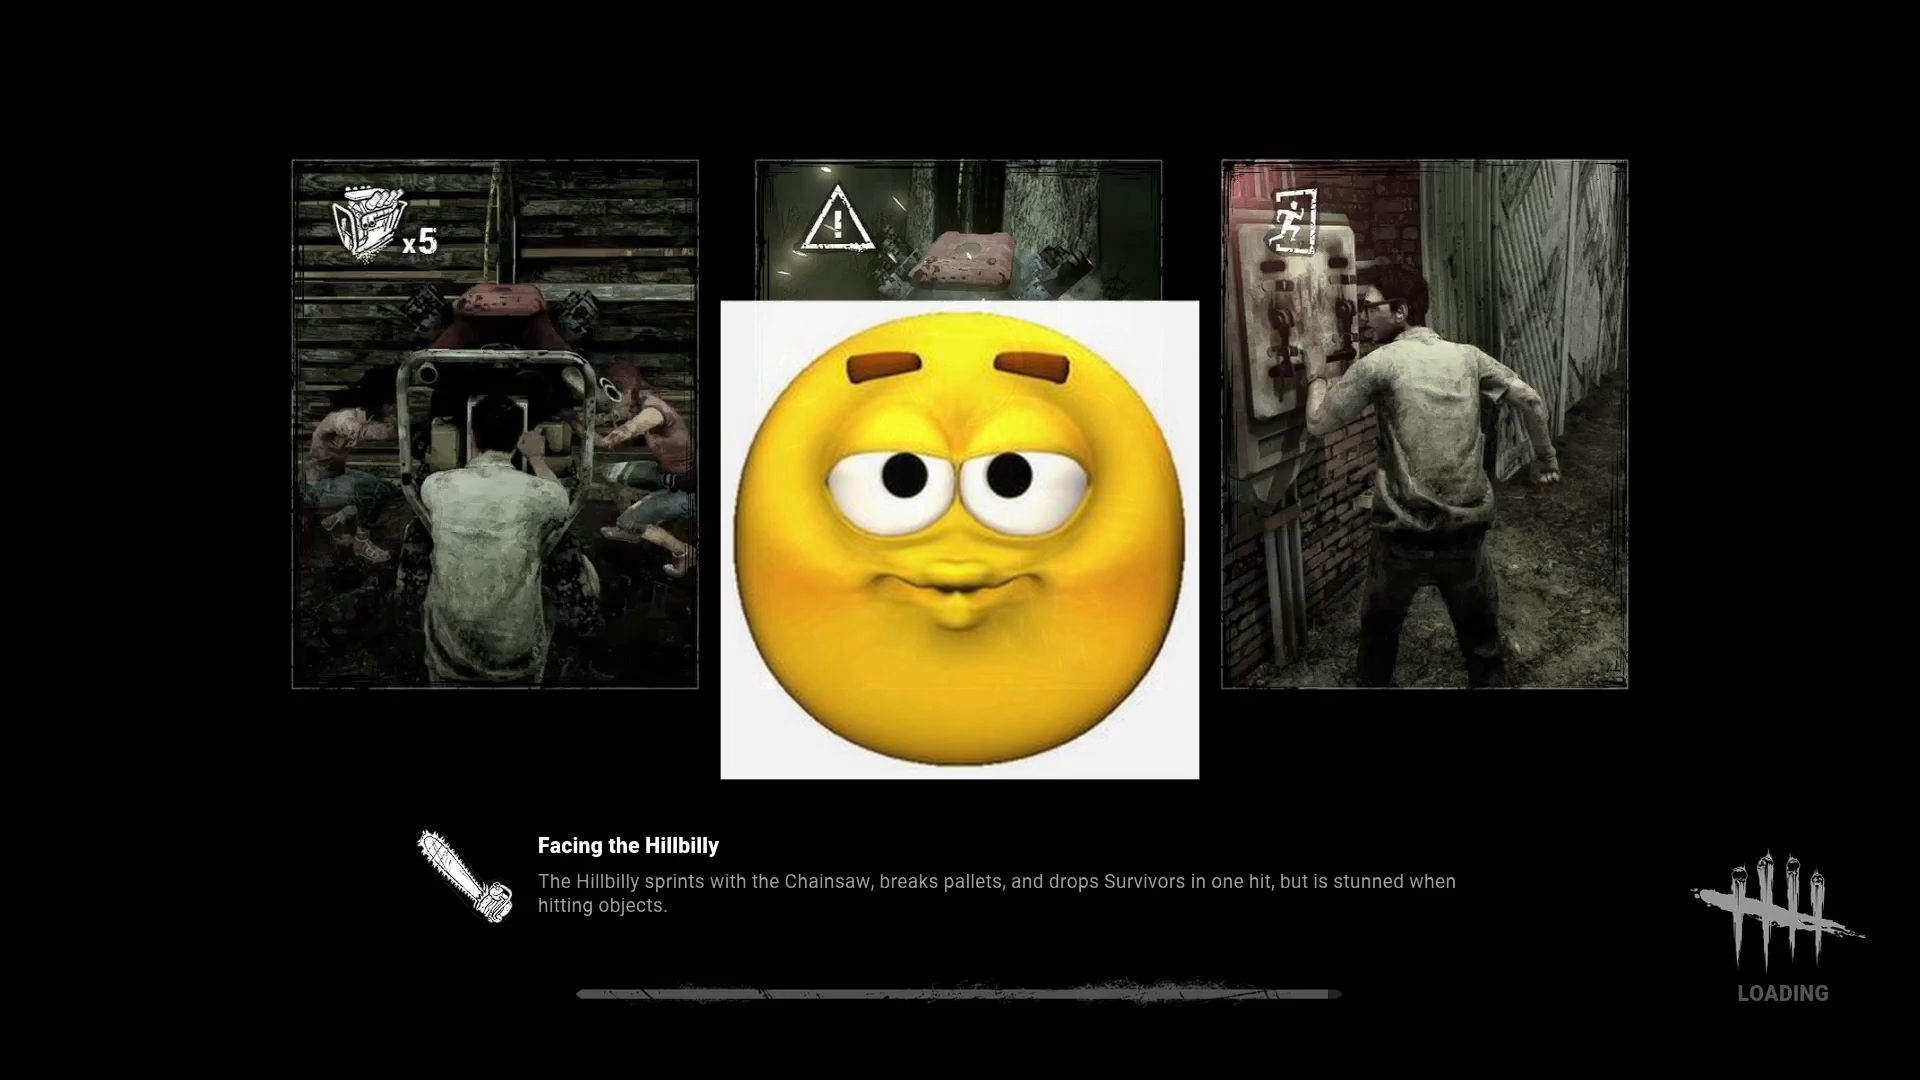 x5
Facing the Hillbilly
The Hillbilly sprints with the Chainsaw, breaks pallets, and drops Survivors in one hit, but is stunned when
hitting objects.
LOADING